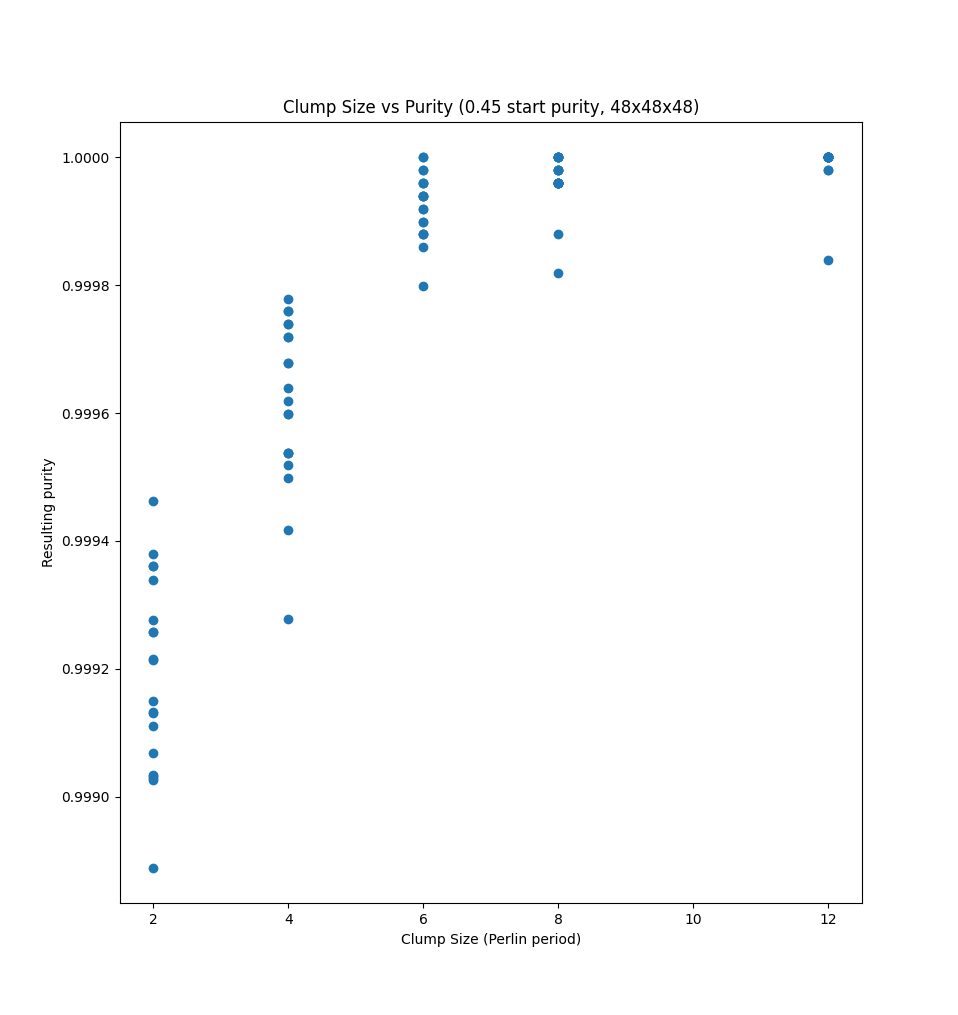 Clump Size vs Purity (0.45 start purity, 48x48x48)
1.0000
0.9998
0.9996
0.9994
0.9992
0.9990
Resulting purity
2 4 6 8 10 12
Clump Size (Perlin period)